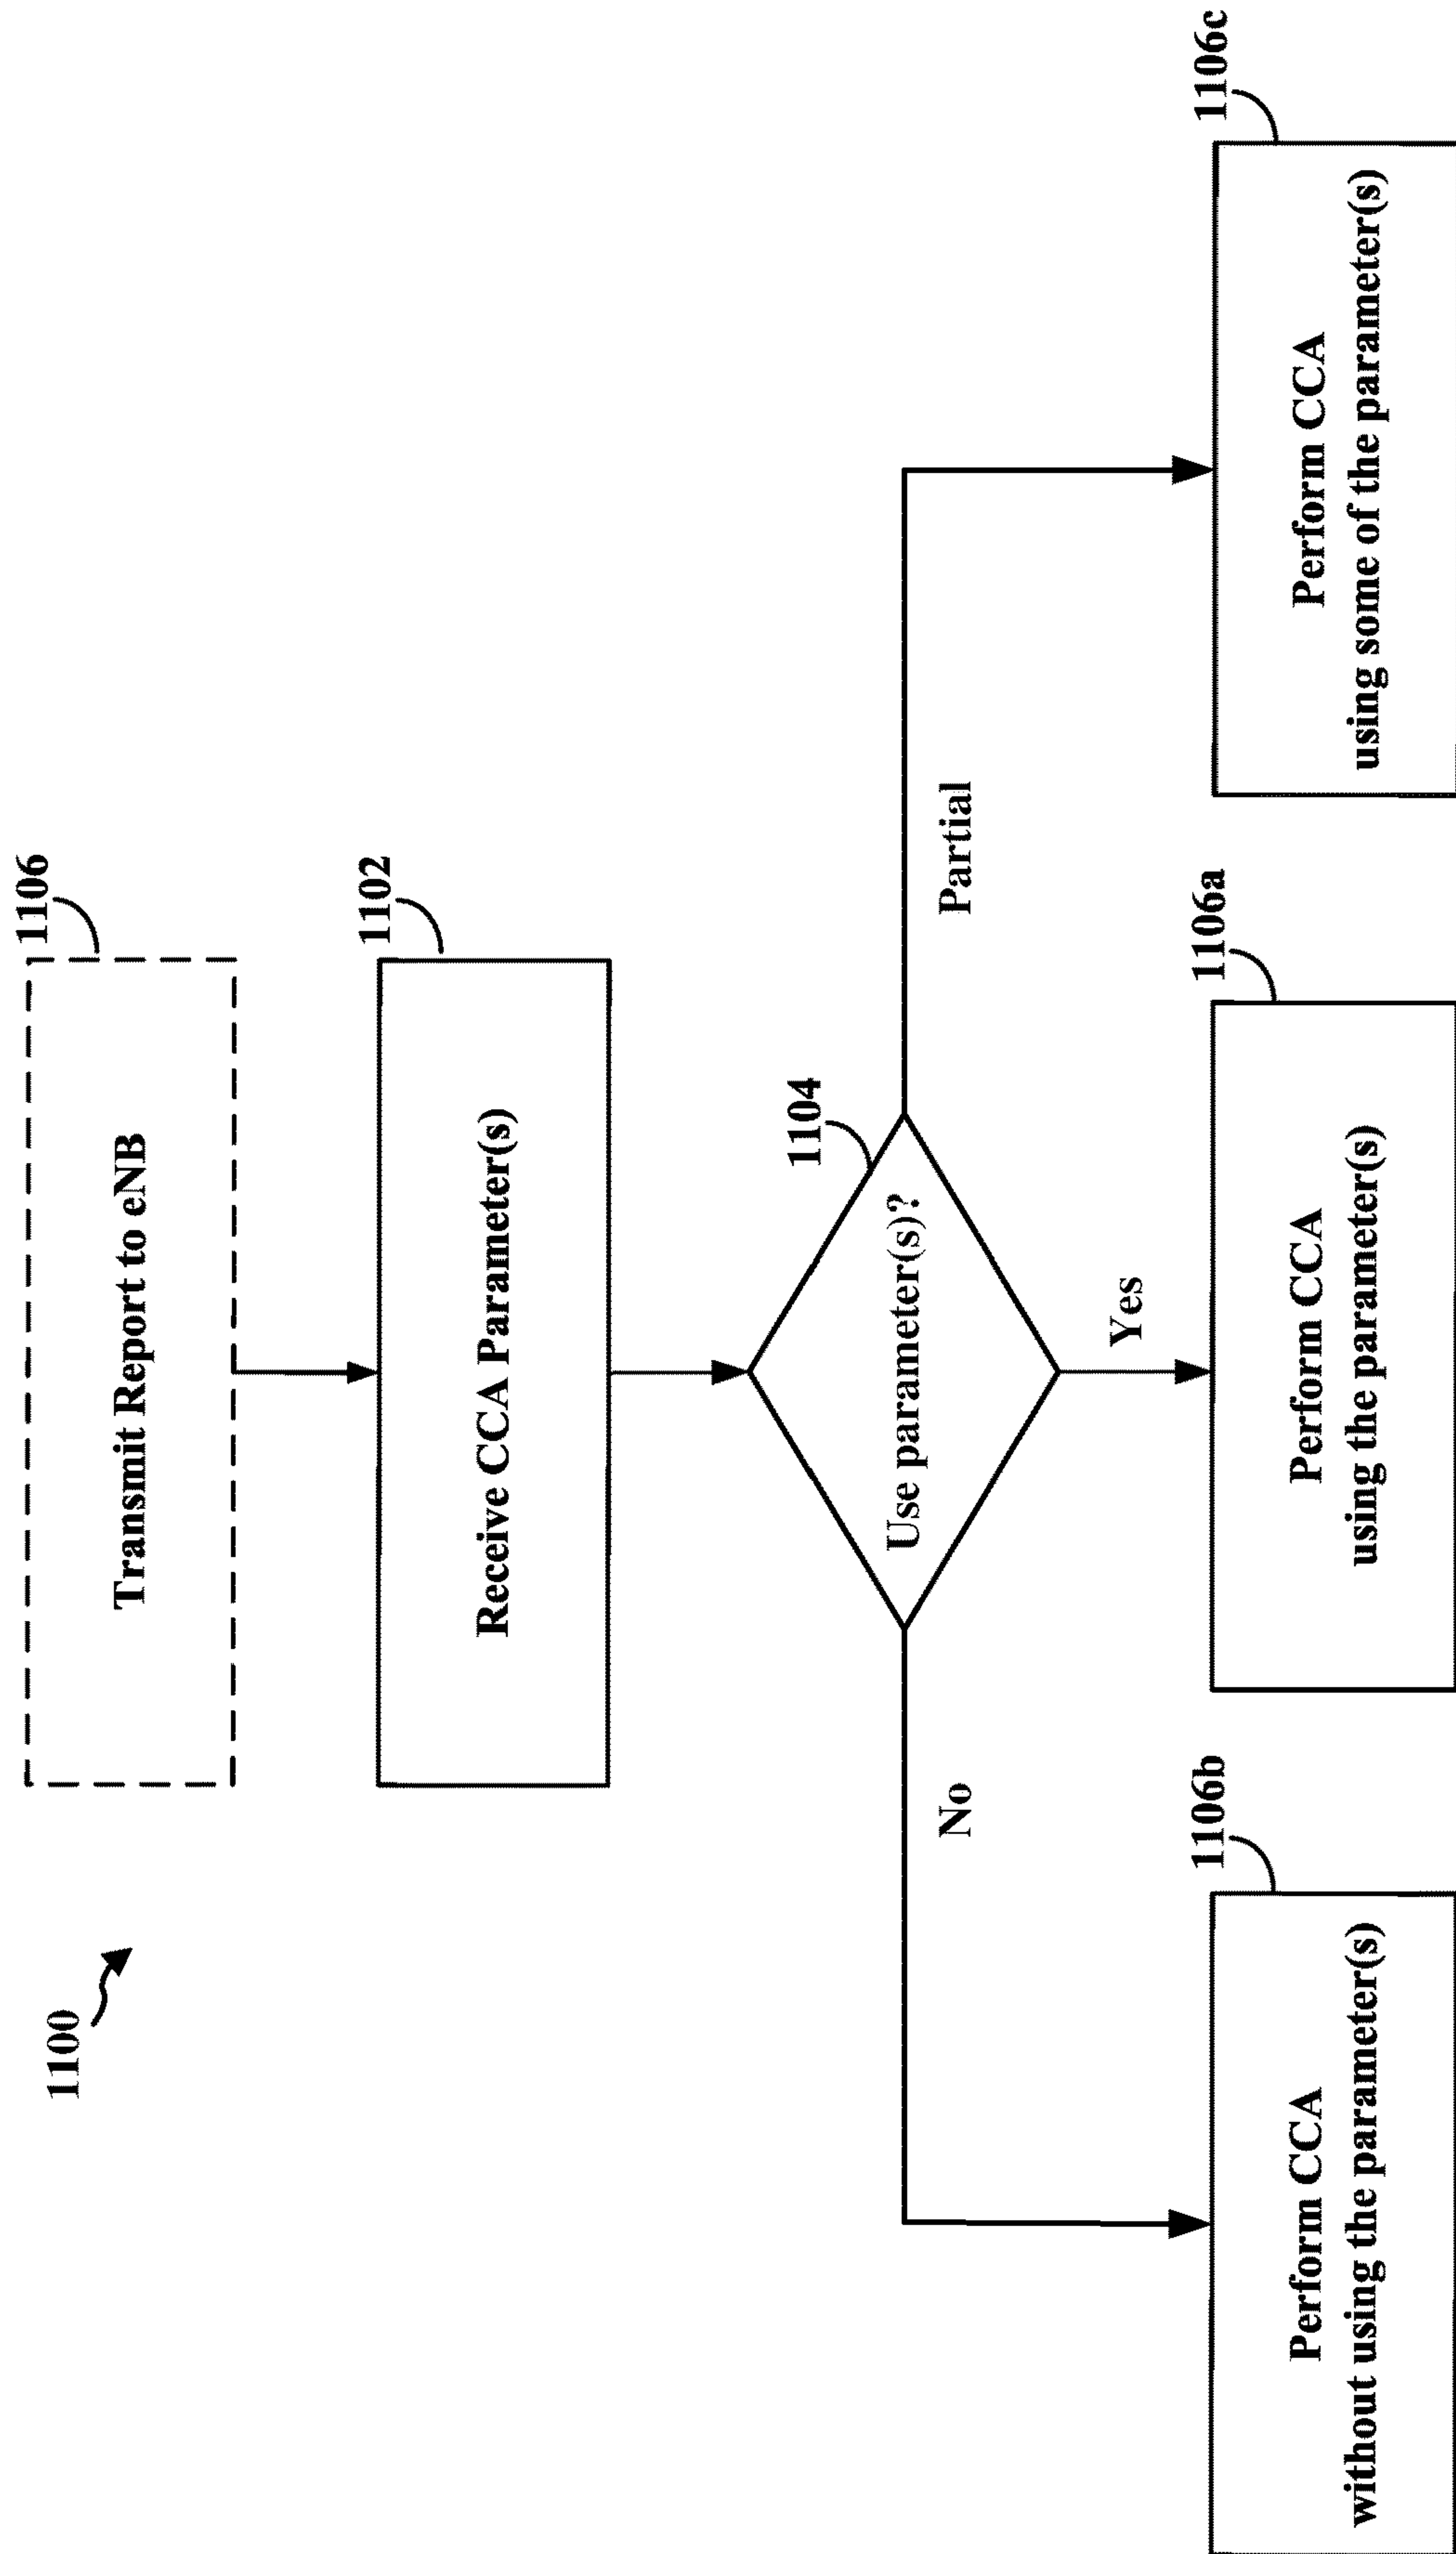 1100
1106
Transmit Report to eNB
1102
Receive CCA Parameter(s)
1104
Use parameter(s)?
No
Yes
Partial
1106b
Perform CCA
without using the parameter(s)
1106a
Perform CCA
using the parameter(s)
1106c
Perform CCA
using some of the parameter(s)